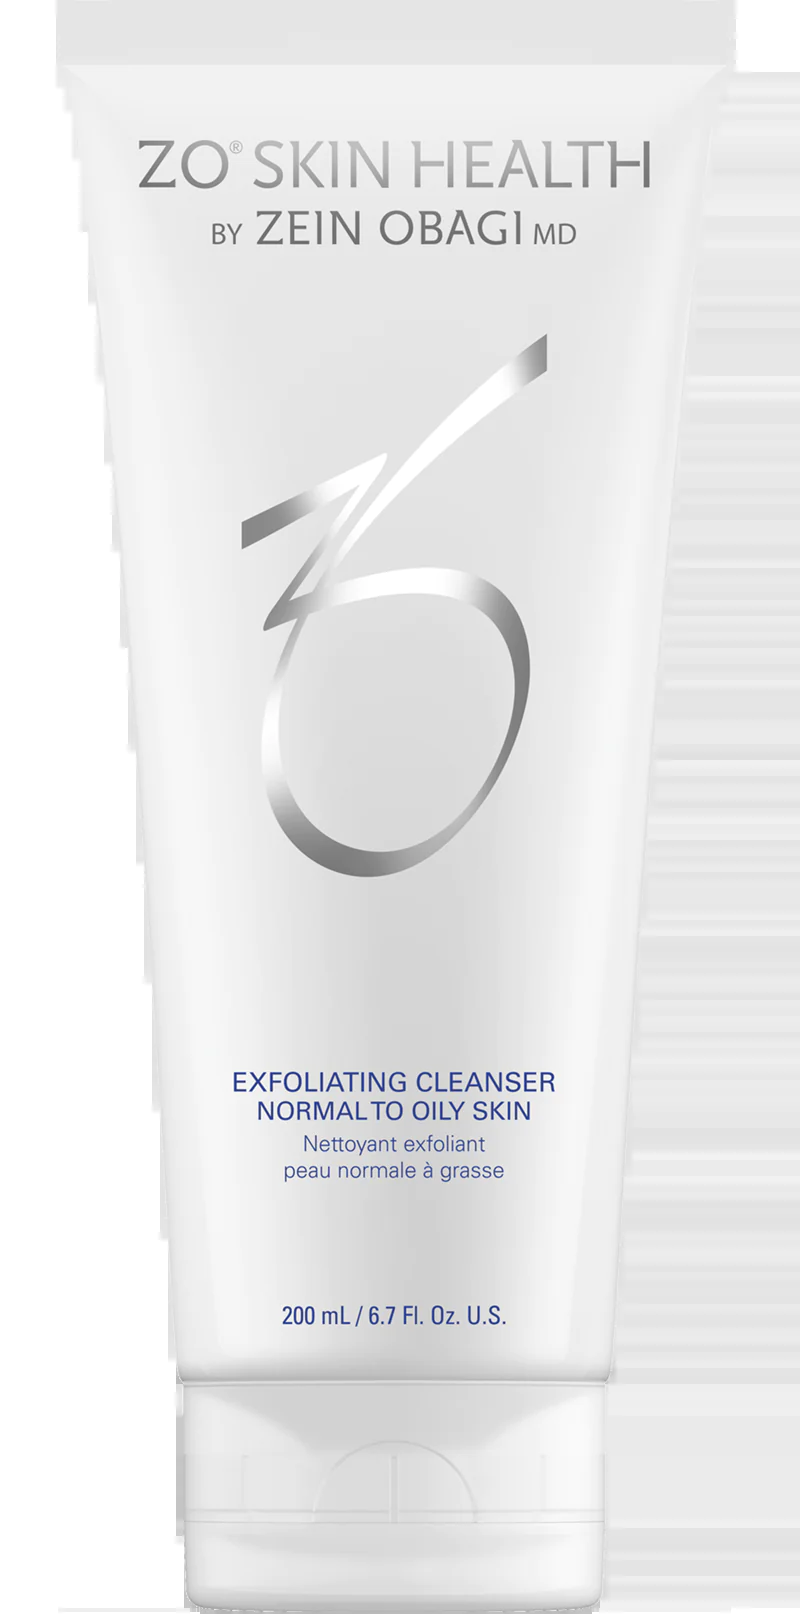 ZO® SKIN HEALTH
BY ZEIN OBAGI MD
EXFOLIATING CLEANSER
NORMAL TO OILY SKIN
Nettoyant exfoliant
peau normale à grasse
200 mL / 6.7 Fl. Oz. U.S.